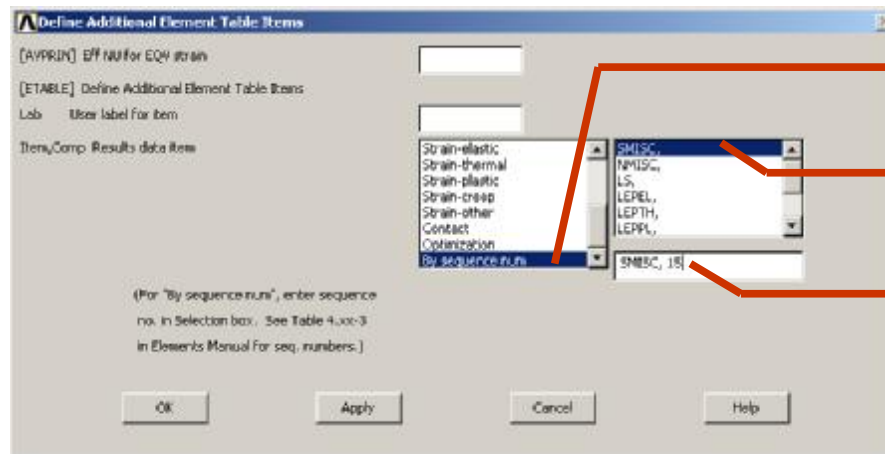 Define Additional Element Table Items
[AVPRIN] Eff NU for EQV strain
[ETABLE] Define Additional Element Table Items
Lab User label for item
Item,Comp Results data item
Strain-elastic
Strain-thermal
Strain-plastic
Strain-creep
Strain-other
Contact
Optimization
By sequence num
SMISC,
NMISC,
LS,
LEPEL,
LEPTH,
LEPPL,
SMISC, 15
(For "By sequence num", enter sequence
no. in Selection box. See Table 4.xx-3
in Elements Manual for seq. numbers.)
OK Apply Cancel Help